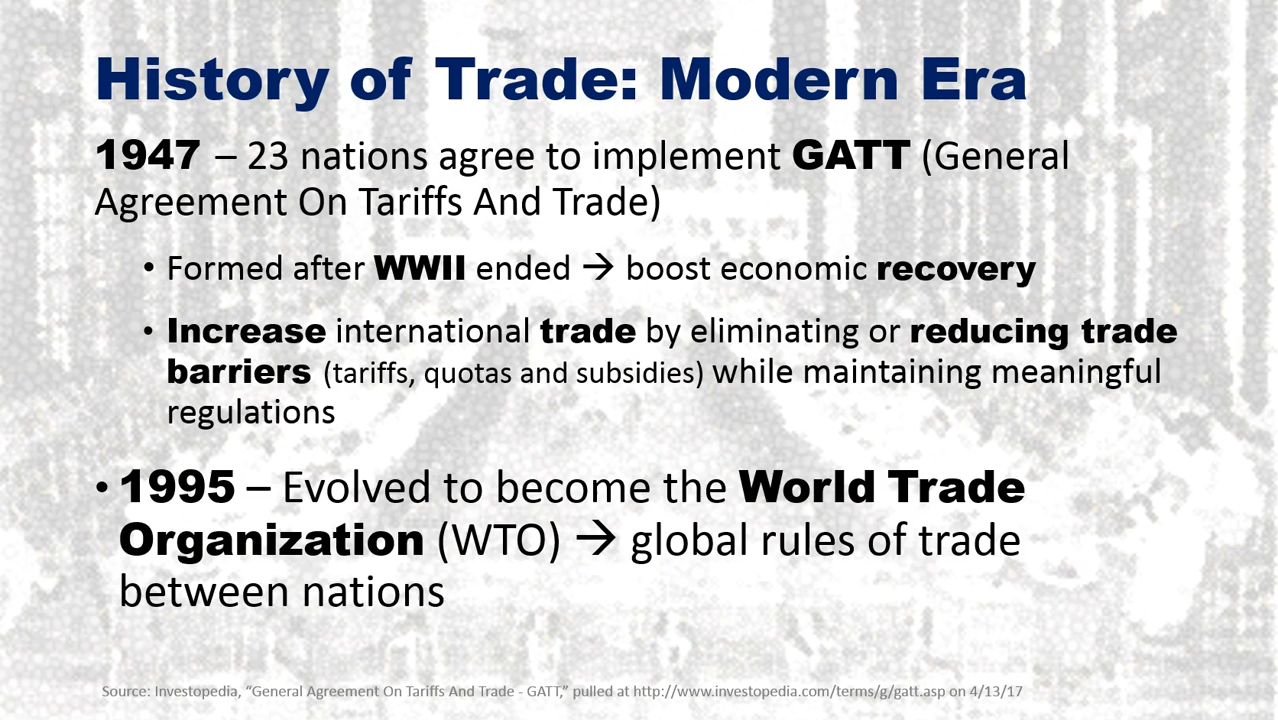 History of Trade: Modern Era
1947 – 23 nations agree to implement GATT (General
Agreement On Tariffs And Trade)
• Formed after WWII ended → boost economic recovery
• Increase international trade by eliminating or reducing trade
barriers (tariffs, quotas and subsidies) while maintaining meaningful
regulations
• 1995 – Evolved to become the World Trade
Organization (WTO) → global rules of trade
between nations
Source: Investopedia, “General Agreement On Tariffs And Trade - GATT,” pulled at http://www.investopedia.com/terms/g/gatt.asp on 4/13/17